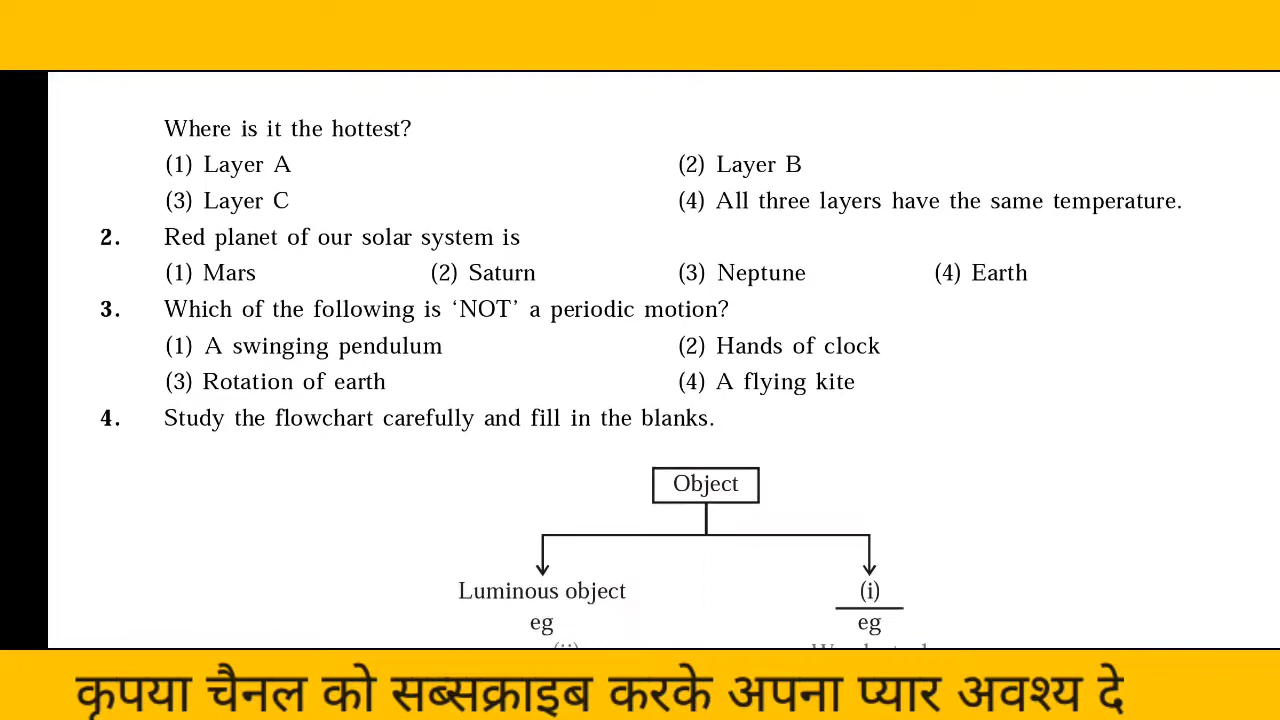 Where is it the hottest?
(1) Layer A (2) Layer B
(3) Layer C (4) All three layers have the same temperature.
2. Red planet of our solar system is
(1) Mars (2) Saturn (3) Neptune (4) Earth
3. Which of the following is ‘NOT’ a periodic motion?
(1) A swinging pendulum (2) Hands of clock
(3) Rotation of earth (4) A flying kite
4. Study the flowchart carefully and fill in the blanks.
Object
Luminous object (i)
eg eg
कृपया चैनल को सब्सक्राइब करके अपना प्यार अवश्य दे